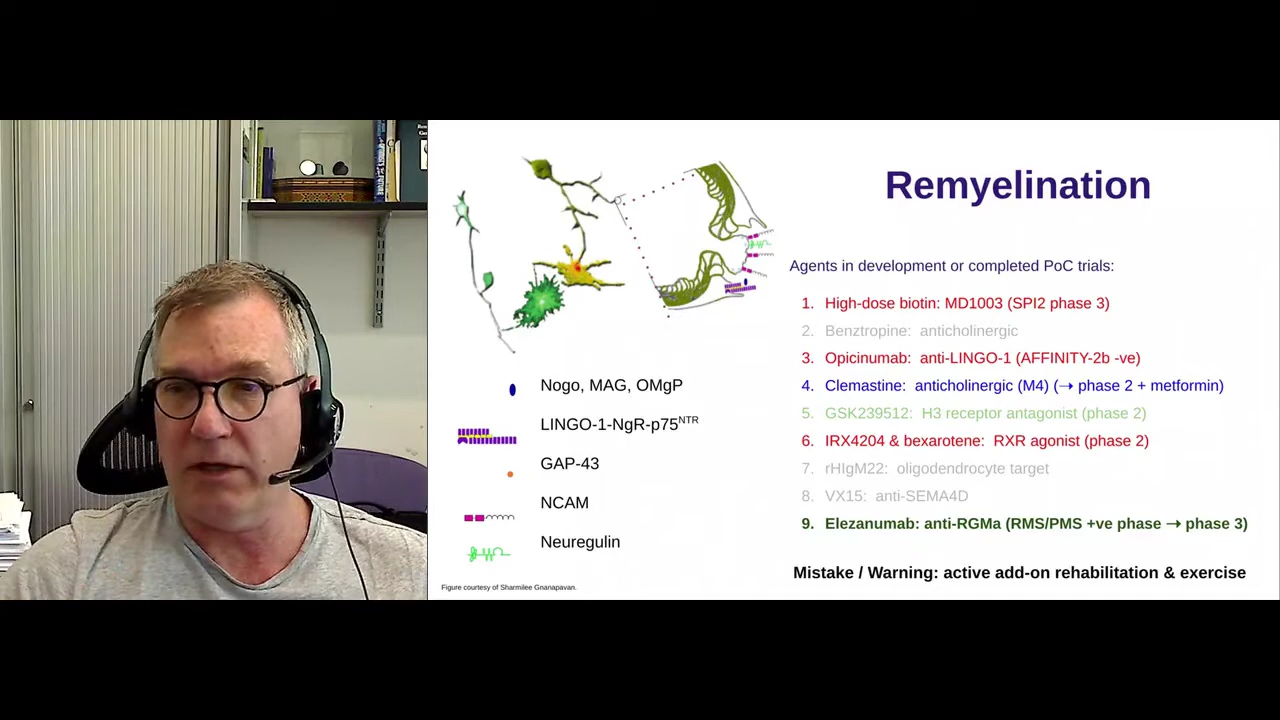 Remyelination
Agents in development or completed PoC trials:
1. High-dose biotin: MD1003 (SPI2 phase 3)
2. Benztropine: anticholinergic
3. Opicinumab: anti-LINGO-1 (AFFINITY-2b -ve)
4. Clemastine: anticholinergic (M4) (→ phase 2 + metformin)
5. GSK239512: H3 receptor antagonist (phase 2)
6. IRX4204 & bexarotene: RXR agonist (phase 2)
7. rHIgM22: oligodendrocyte target
8. VX15: anti-SEMA4D
9. Elezanumab: anti-RGMa (RMS/PMS +ve phase → phase 3)
Mistake / Warning: active add-on rehabilitation & exercise
Nogo, MAG, OMgP
LINGO-1-NgR-p75NTR
GAP-43
NCAM
Neuregulin
Figure courtesy of Sharmilee Gnanapavan.